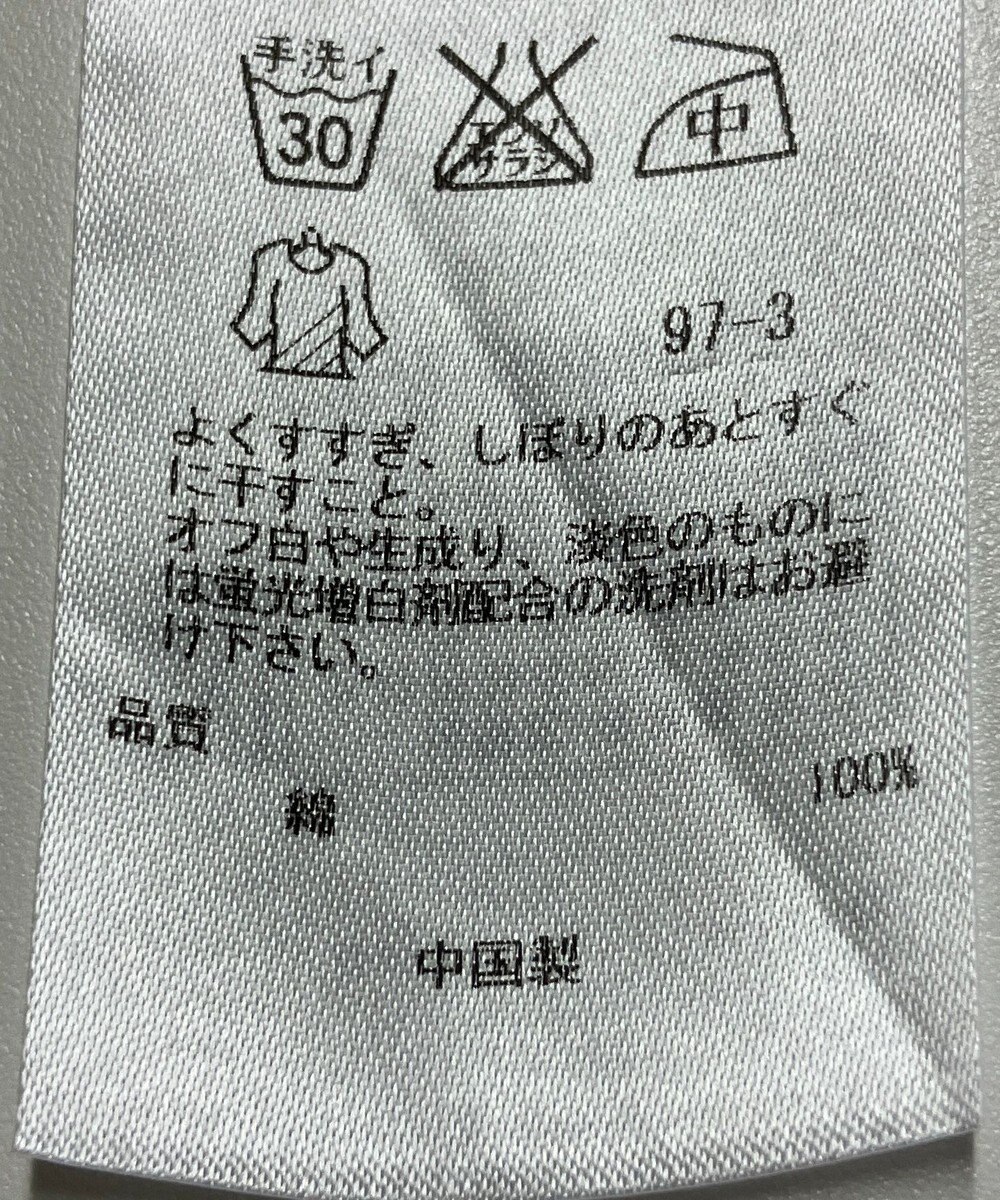 手洗イ
30
エンソ
サラシ
中
97-3
よくすすぎ、しぼりのあとすぐ
に干すこと。
オフ白や生成り、淡色のものに
は蛍光増白剤配合の洗剤はお避
け下さい。
品質
綿 100%
中国製